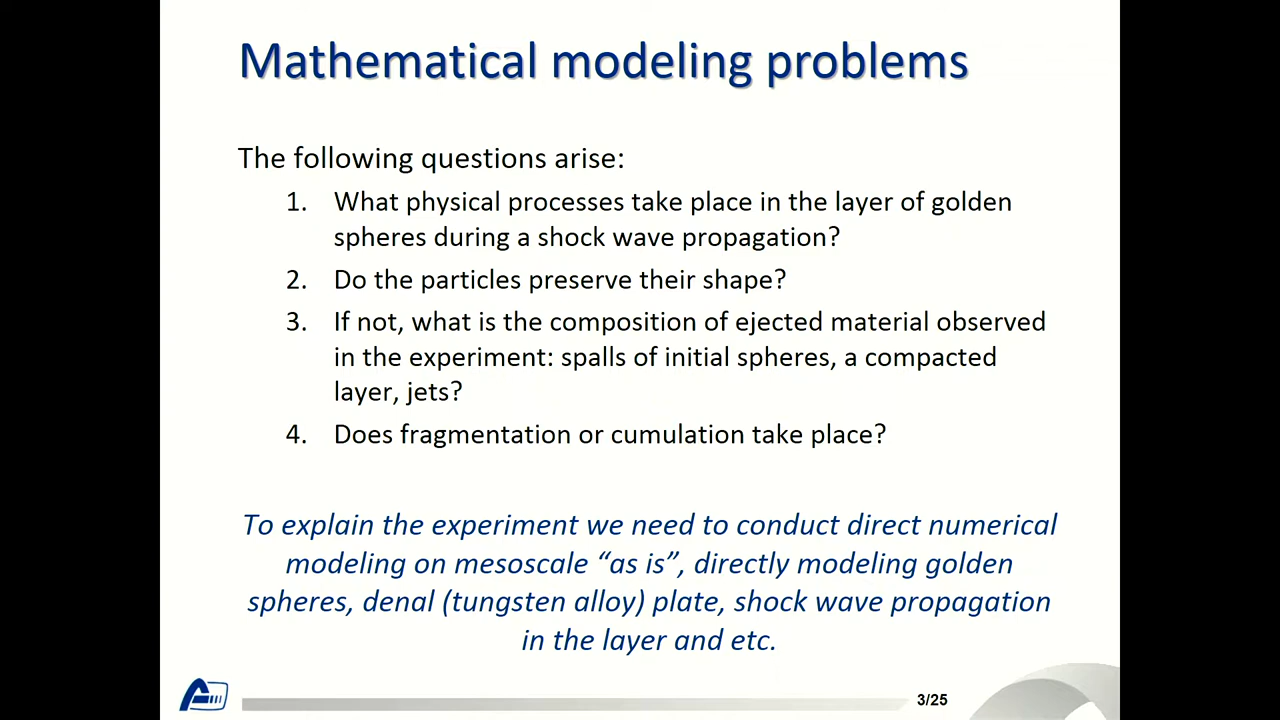 Mathematical modeling problems
The following questions arise:
1. What physical processes take place in the layer of golden
spheres during a shock wave propagation?
2. Do the particles preserve their shape?
3. If not, what is the composition of ejected material observed
in the experiment: spalls of initial spheres, a compacted
layer, jets?
4. Does fragmentation or cumulation take place?
To explain the experiment we need to conduct direct numerical
modeling on mesoscale “as is”, directly modeling golden
spheres, denal (tungsten alloy) plate, shock wave propagation
in the layer and etc.
3/25